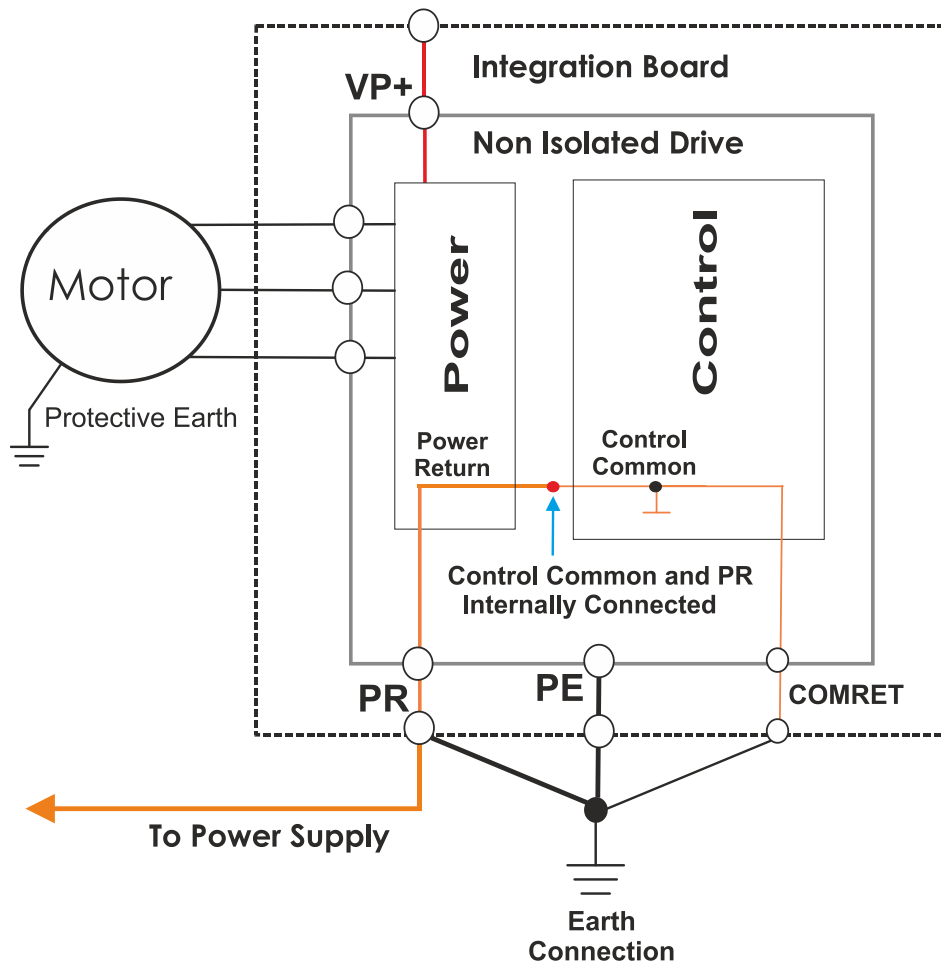 Integration Board
VP+
Non Isolated Drive
Motor
Power
Control
Protective Earth
Power
Return
Control
Common
Control Common and PR
Internally Connected
PR
PE
COMRET
To Power Supply
Earth
Connection